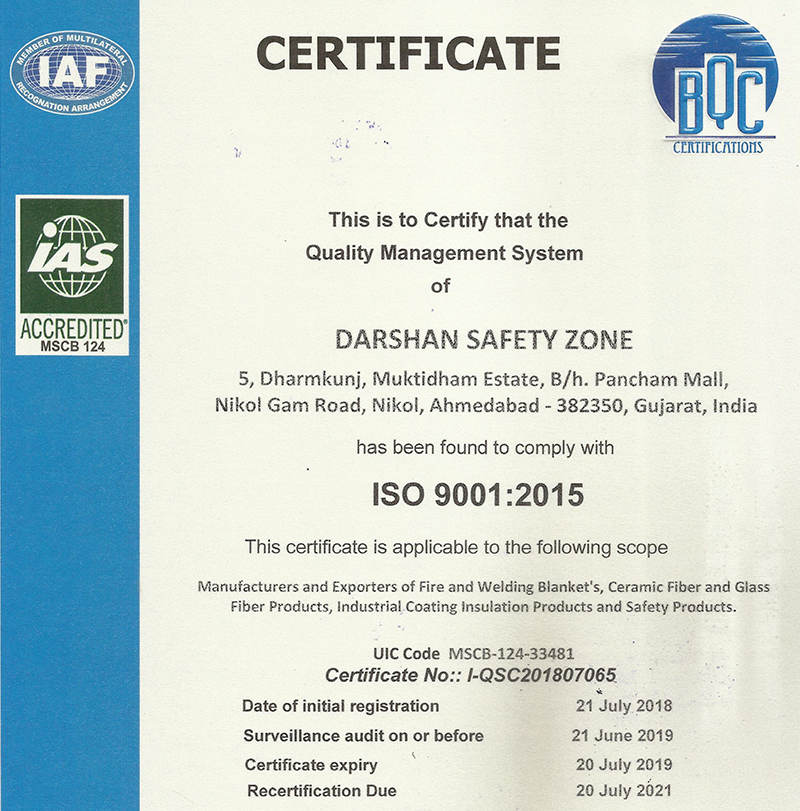 MEMBER OF MULTILATERAL
IAF
RECOGNATION ARRANGEMENT
CERTIFICATE
BQC
CERTIFICATIONS
IAS
ACCREDITED®
MSCB 124
This is to Certify that the
Quality Management System
of
DARSHAN SAFETY ZONE
5, Dharmkunj, Muktidham Estate, B/h. Pancham Mall,
Nikol Gam Road, Nikol, Ahmedabad - 382350, Gujarat, India
has been found to comply with
ISO 9001:2015
This certificate is applicable to the following scope
Manufacturers and Exporters of Fire and Welding Blanket's, Ceramic Fiber and Glass
Fiber Products, Industrial Coating Insulation Products and Safety Products.
UIC Code MSCB-124-33481
Certificate No:: I-QSC201807065
Date of initial registration 21 July 2018
Surveillance audit on or before 21 June 2019
Certificate expiry 20 July 2019
Recertification Due 20 July 2021